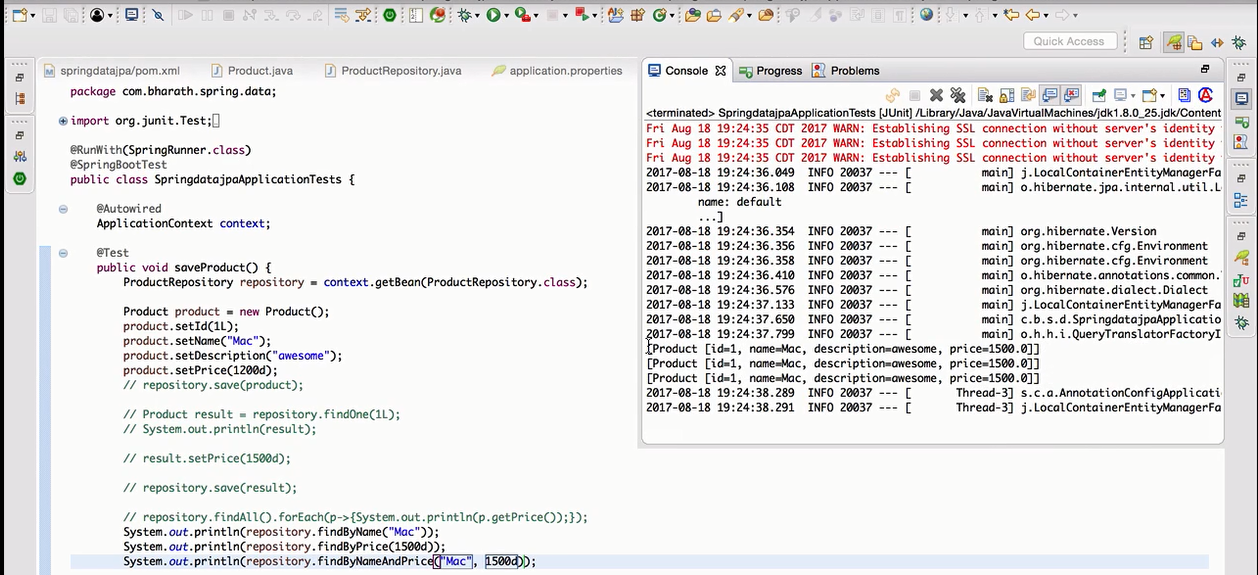 Quick Access
springdatajpa/pom.xml
Product.java
ProductRepository.java
application.properties
package com.bharath.spring.data;
import org.junit.Test;
@RunWith(SpringRunner.class)
@SpringBootTest
public class SpringdatajpaApplicationTests {
@Autowired
ApplicationContext context;
@Test
public void saveProduct() {
ProductRepository repository = context.getBean(ProductRepository.class);
Product product = new Product();
product.setId(1L);
product.setName("Mac");
product.setDescription("awesome");
product.setPrice(1200d);
// repository.save(product);
// Product result = repository.findOne(1L);
// System.out.println(result);
// result.setPrice(1500d);
// repository.save(result);
// repository.findAll().forEach(p->{System.out.println(p.getPrice());});
System.out.println(repository.findByName("Mac"));
System.out.println(repository.findByPrice(1500d));
System.out.println(repository.findByNameAndPrice("Mac", 1500d));
Console
Progress
Problems
<terminated> SpringdatajpaApplicationTests [JUnit] /Library/Java/JavaVirtualMachines/jdk1.8.0_25.jdk/Content
Fri Aug 18 19:24:35 CDT 2017 WARN: Establishing SSL connection without server's identity
Fri Aug 18 19:24:35 CDT 2017 WARN: Establishing SSL connection without server's identity
Fri Aug 18 19:24:35 CDT 2017 WARN: Establishing SSL connection without server's identity
2017-08-18 19:24:36.049 INFO 20037 --- [ main] j.LocalContainerEntityManagerFa
2017-08-18 19:24:36.108 INFO 20037 --- [ main] o.hibernate.jpa.internal.util.L
name: default
...]
2017-08-18 19:24:36.354 INFO 20037 --- [ main] org.hibernate.Version
2017-08-18 19:24:36.356 INFO 20037 --- [ main] org.hibernate.cfg.Environment
2017-08-18 19:24:36.358 INFO 20037 --- [ main] org.hibernate.cfg.Environment
2017-08-18 19:24:36.410 INFO 20037 --- [ main] o.hibernate.annotations.common.
2017-08-18 19:24:36.576 INFO 20037 --- [ main] org.hibernate.dialect.Dialect
2017-08-18 19:24:37.133 INFO 20037 --- [ main] j.LocalContainerEntityManagerFa
2017-08-18 19:24:37.650 INFO 20037 --- [ main] c.b.s.d.SpringdatajpaApplicatio
2017-08-18 19:24:37.799 INFO 20037 --- [ main] o.h.h.i.QueryTranslatorFactoryI
[Product [id=1, name=Mac, description=awesome, price=1500.0]]
[Product [id=1, name=Mac, description=awesome, price=1500.0]]
[Product [id=1, name=Mac, description=awesome, price=1500.0]]
2017-08-18 19:24:38.289 INFO 20037 --- [ Thread-3] s.c.a.AnnotationConfigApplicati
2017-08-18 19:24:38.291 INFO 20037 --- [ Thread-3] j.LocalContainerEntityManagerFa